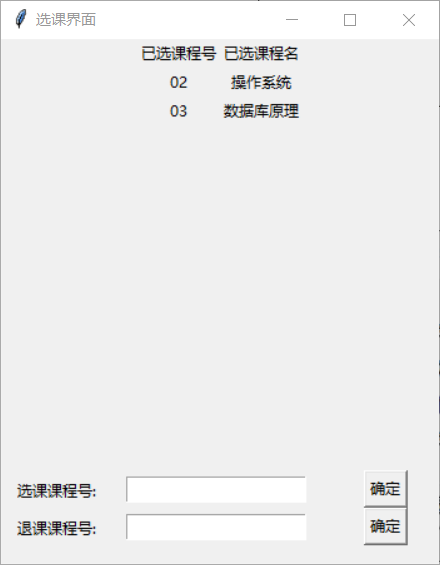 选课界面
已选课程号 已选课程名
02 操作系统
03 数据库原理
选课课程号: 确定
退课课程号: 确定